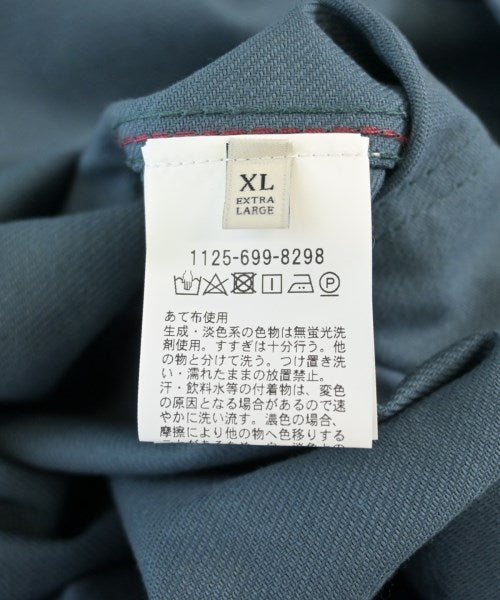 XL
EXTRA
LARGE
1125-699-8298
P
あて布使用
生成・淡色系の色物は無蛍光洗
剤使用。すすぎは十分行う。他
の物と分けて洗う。つけ置き洗
い・濡れたままの放置禁止。
汗・飲料水等の付着物は、変色
の原因となる場合があるので速
やかに洗い流す。濃色の場合、
摩擦により他の物へ色移りする